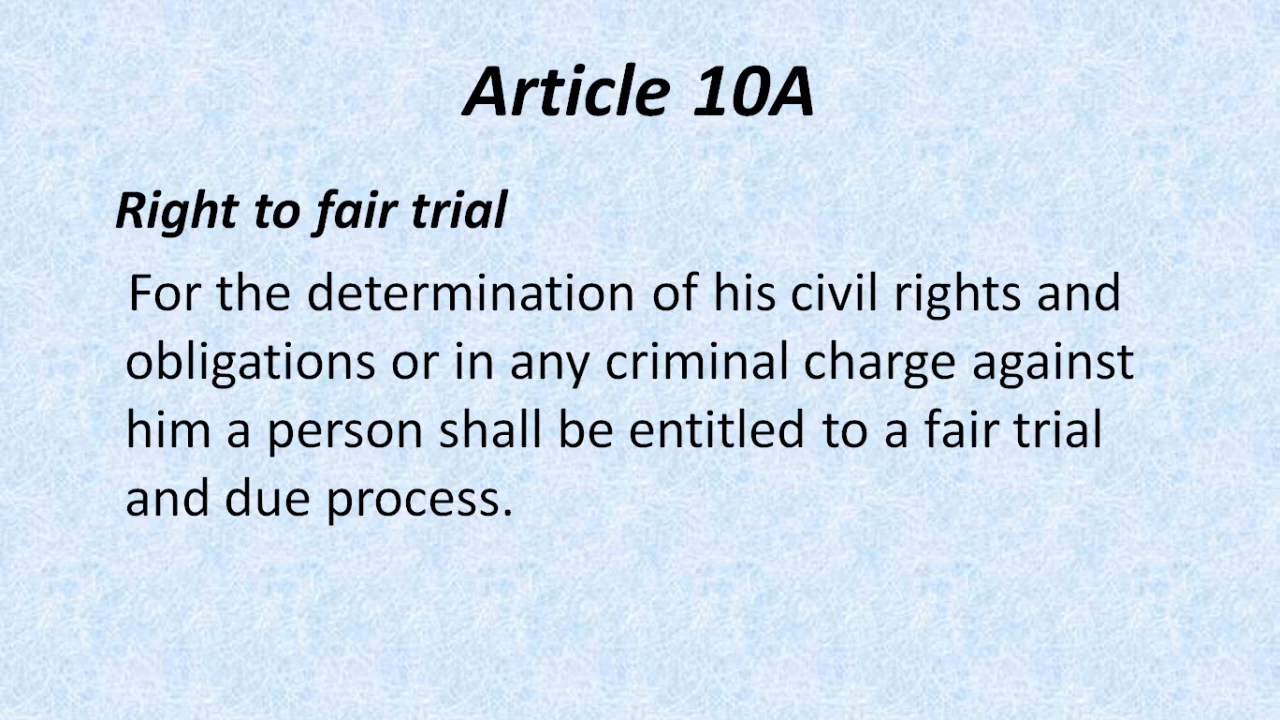 Article 10A
Right to fair trial
For the determination of his civil rights and
obligations or in any criminal charge against
him a person shall be entitled to a fair trial
and due process.